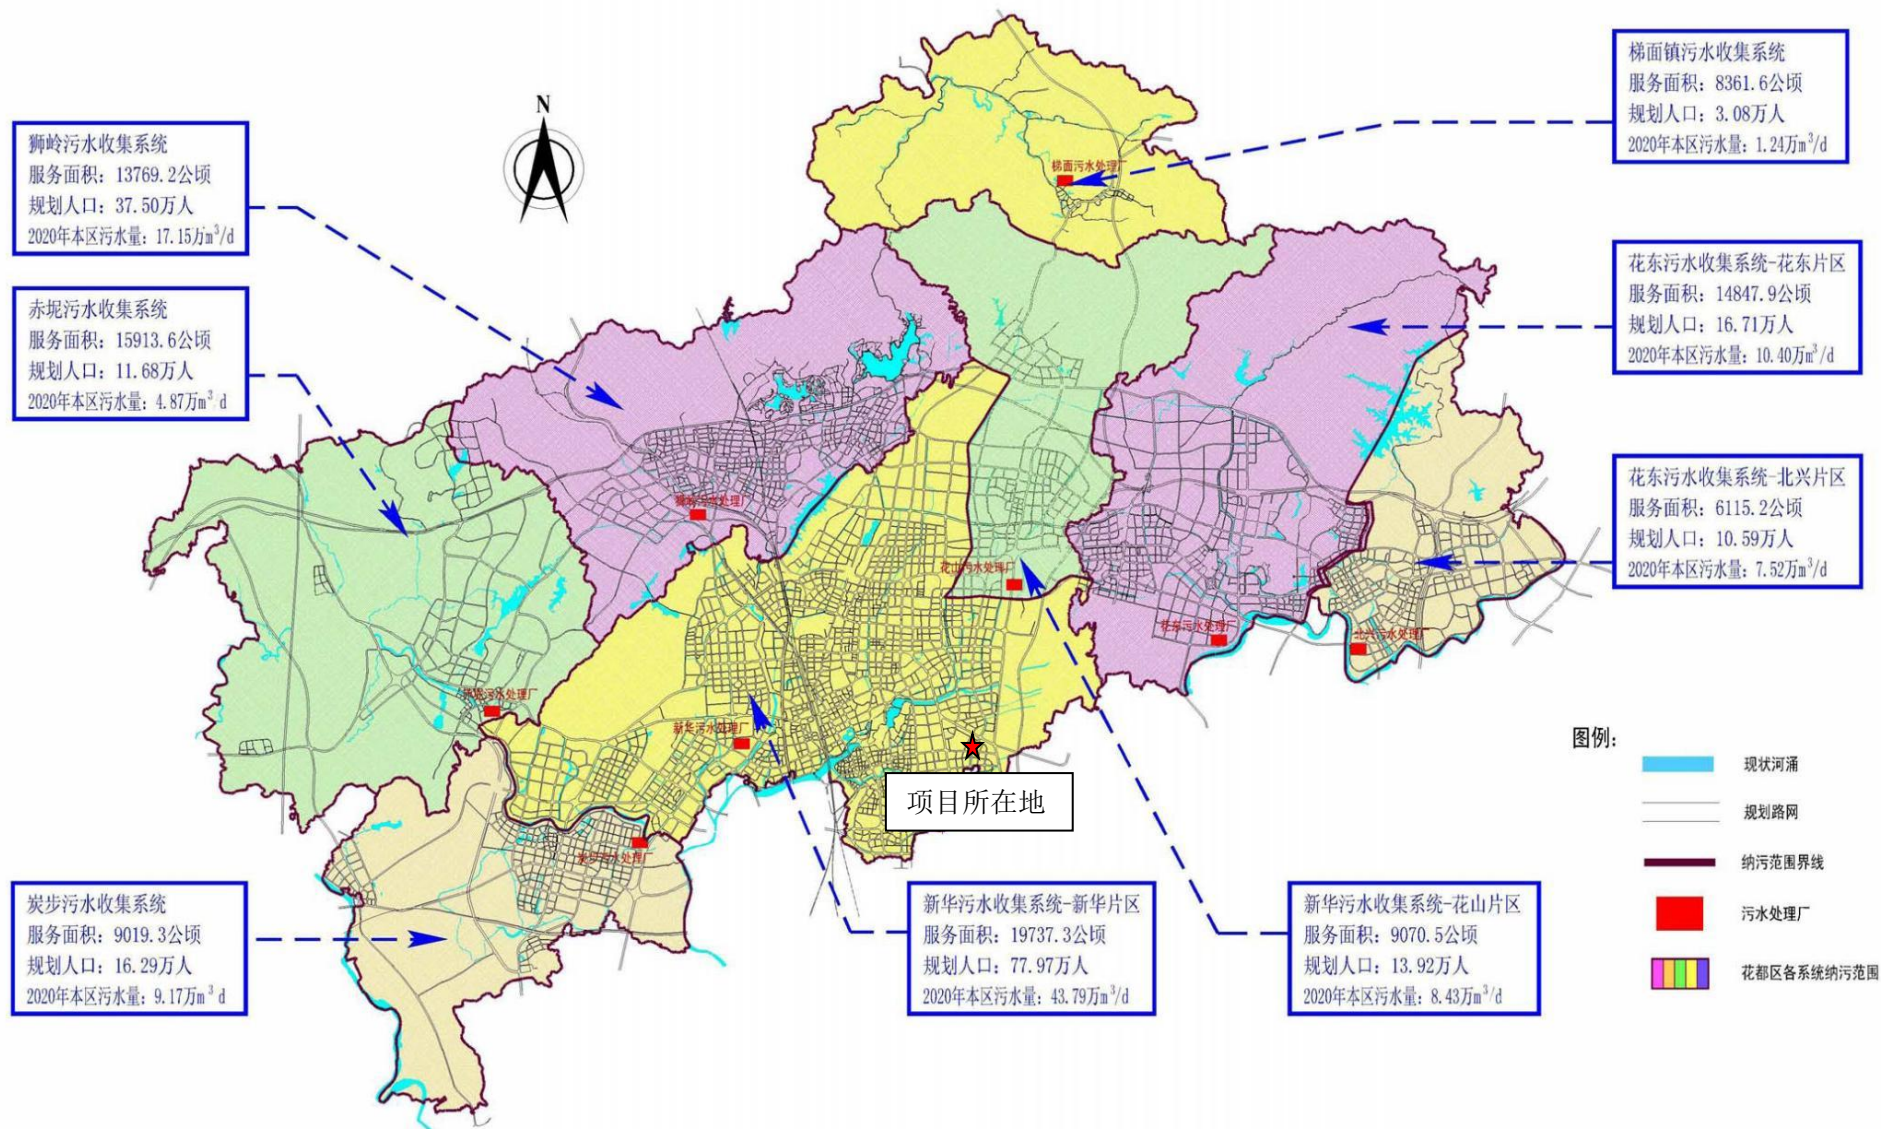 梯面镇污水收集系统
服务面积：8361.6公顷
规划人口：3.08万人
2020年本区污水量：1.24万m³/d
N
狮岭污水收集系统
服务面积：13769.2公顷
规划人口：37.50万人
2020年本区污水量：17.15万m³/d
梯面污水处理厂
花东污水收集系统-花东片区
服务面积：14847.9公顷
规划人口：16.71万人
2020年本区污水量：10.40万m³/d
赤坭污水收集系统
服务面积：15913.6公顷
规划人口：11.68万人
2020年本区污水量：4.87万m³ d
花东污水收集系统-北兴片区
服务面积：6115.2公顷
规划人口：10.59万人
2020年本区污水量：7.52万m³/d
狮岭污水处理厂
花山污水处理厂
花东污水处理厂
北兴污水处理厂
赤坭污水处理厂
新华污水处理厂
项目所在地
炭步污水处理厂
图例：
现状河涌
规划路网
纳污范围界线
污水处理厂
花都区各系统纳污范围
炭步污水收集系统
服务面积：9019.3公顷
规划人口：16.29万人
2020年本区污水量：9.17万m³ d
新华污水收集系统-新华片区
服务面积：19737.3公顷
规划人口：77.97万人
2020年本区污水量：43.79万m³/d
新华污水收集系统-花山片区
服务面积：9070.5公顷
规划人口：13.92万人
2020年本区污水量：8.43万m³/d